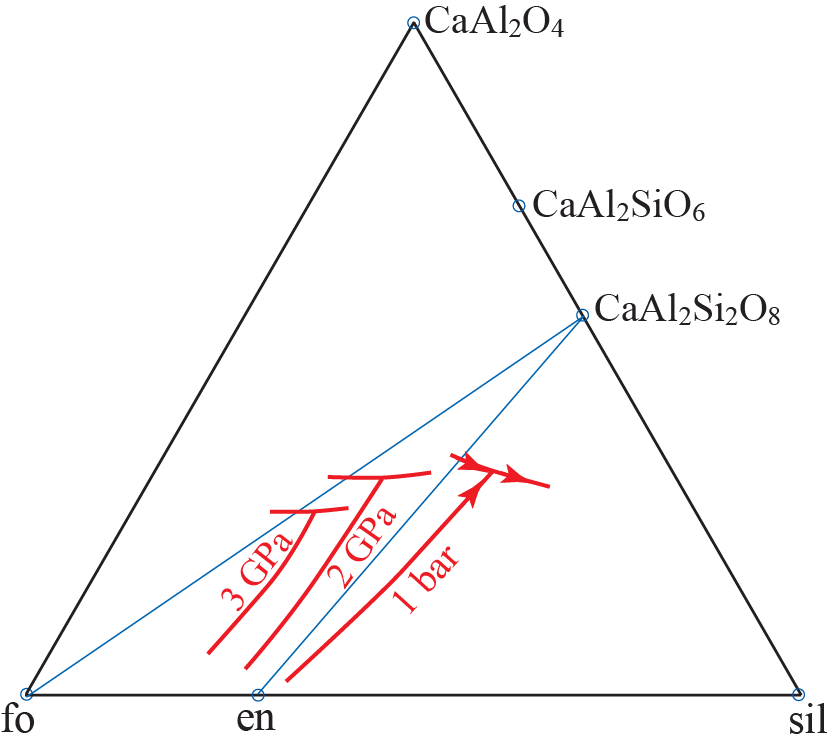 CaAl₂O₄
CaAl₂SiO₆
CaAl₂Si₂O₈
3 GPa
2 GPa
1 bar
fo
en
sil